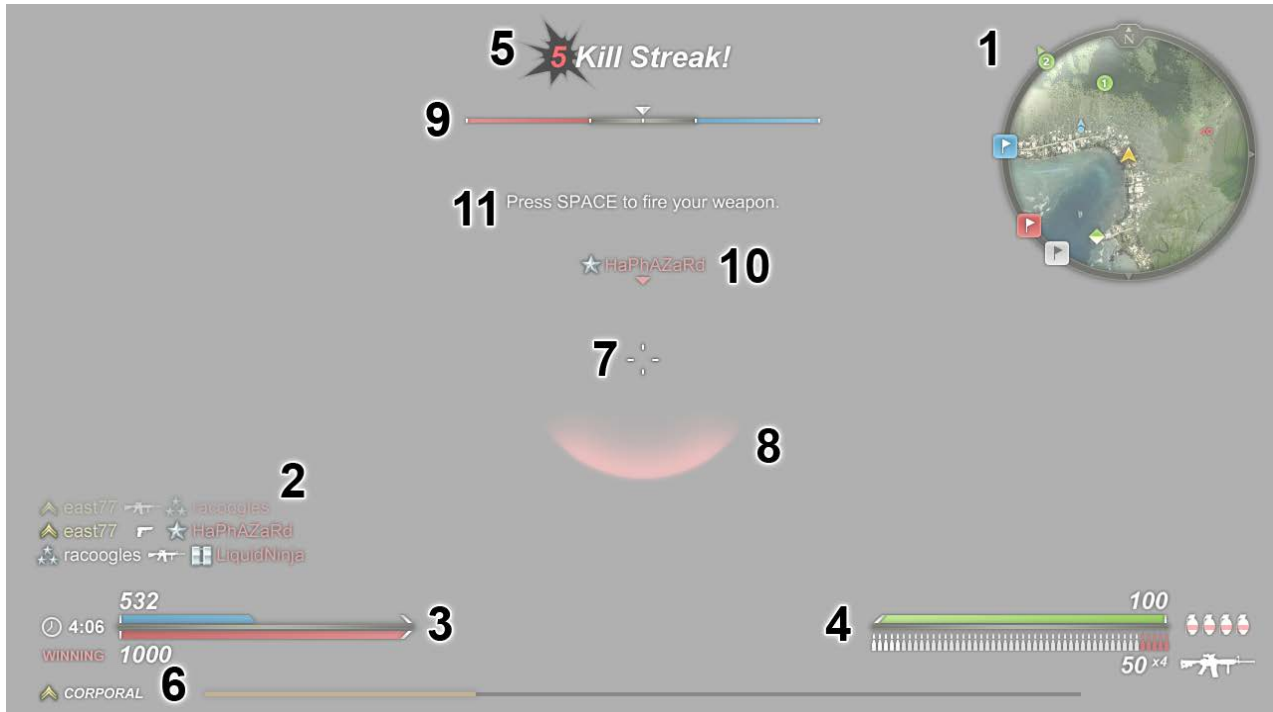 5
5 Kill Streak!
1
N
2
1
9
11
Press SPACE to fire your weapon.
HaPhAZaRd
10
7
8
2
east77 racoogles
east77 HaPhAZaRd
racoogles LiquidNinja
532
4:06
3
WINNING 1000
4
100
50 x4
CORPORAL
6